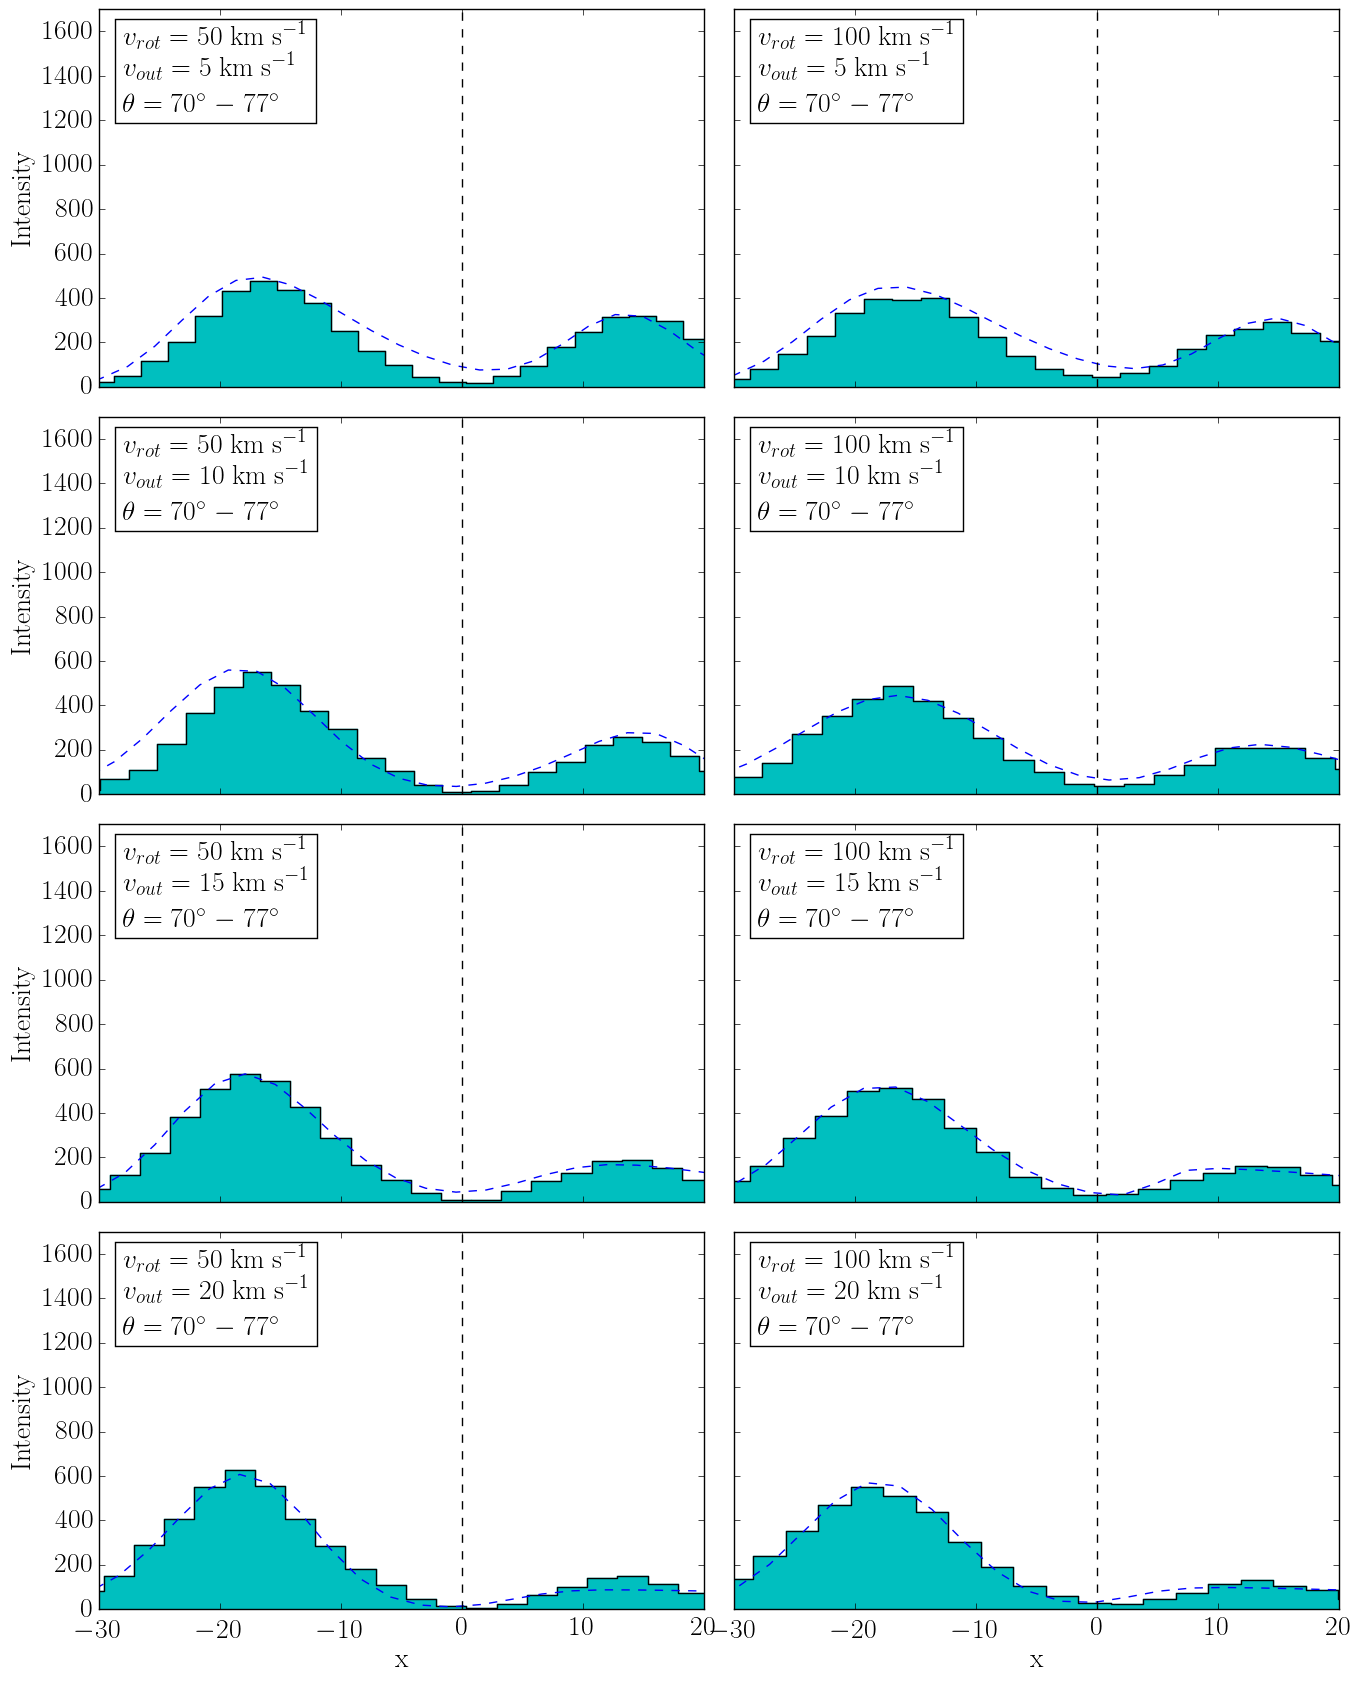 v_rot = 50 km s⁻¹
v_out = 5 km s⁻¹
θ = 70° − 77°
v_rot = 100 km s⁻¹
v_out = 5 km s⁻¹
θ = 70° − 77°
1600
1400
1200
1000
800
600
400
200
0
Intensity
v_rot = 50 km s⁻¹
v_out = 10 km s⁻¹
θ = 70° − 77°
v_rot = 100 km s⁻¹
v_out = 10 km s⁻¹
θ = 70° − 77°
1600
1400
1200
1000
800
600
400
200
0
Intensity
v_rot = 50 km s⁻¹
v_out = 15 km s⁻¹
θ = 70° − 77°
v_rot = 100 km s⁻¹
v_out = 15 km s⁻¹
θ = 70° − 77°
1600
1400
1200
1000
800
600
400
200
0
Intensity
v_rot = 50 km s⁻¹
v_out = 20 km s⁻¹
θ = 70° − 77°
v_rot = 100 km s⁻¹
v_out = 20 km s⁻¹
θ = 70° − 77°
1600
1400
1200
1000
800
600
400
200
0
Intensity
−30 −20 −10 0 10 20
−30 −20 −10 0 10 20
x
x